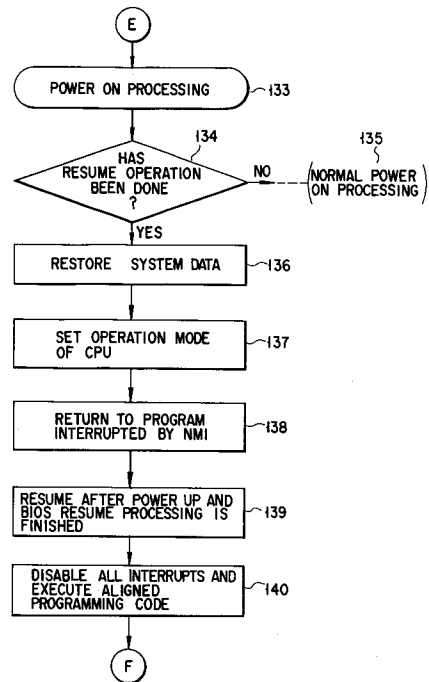 E
POWER ON PROCESSING
133
134
HAS
RESUME OPERATION
BEEN DONE
?
NO
135
(NORMAL POWER
ON PROCESSING)
YES
RESTORE SYSTEM DATA
136
SET OPERATION MODE
OF CPU
137
RETURN TO PROGRAM
INTERRUPTED BY NMI
138
RESUME AFTER POWER UP AND
BIOS RESUME PROCESSING IS
FINISHED
139
DISABLE ALL INTERRUPTS AND
EXECUTE ALIGNED
PROGRAMMING CODE
140
F